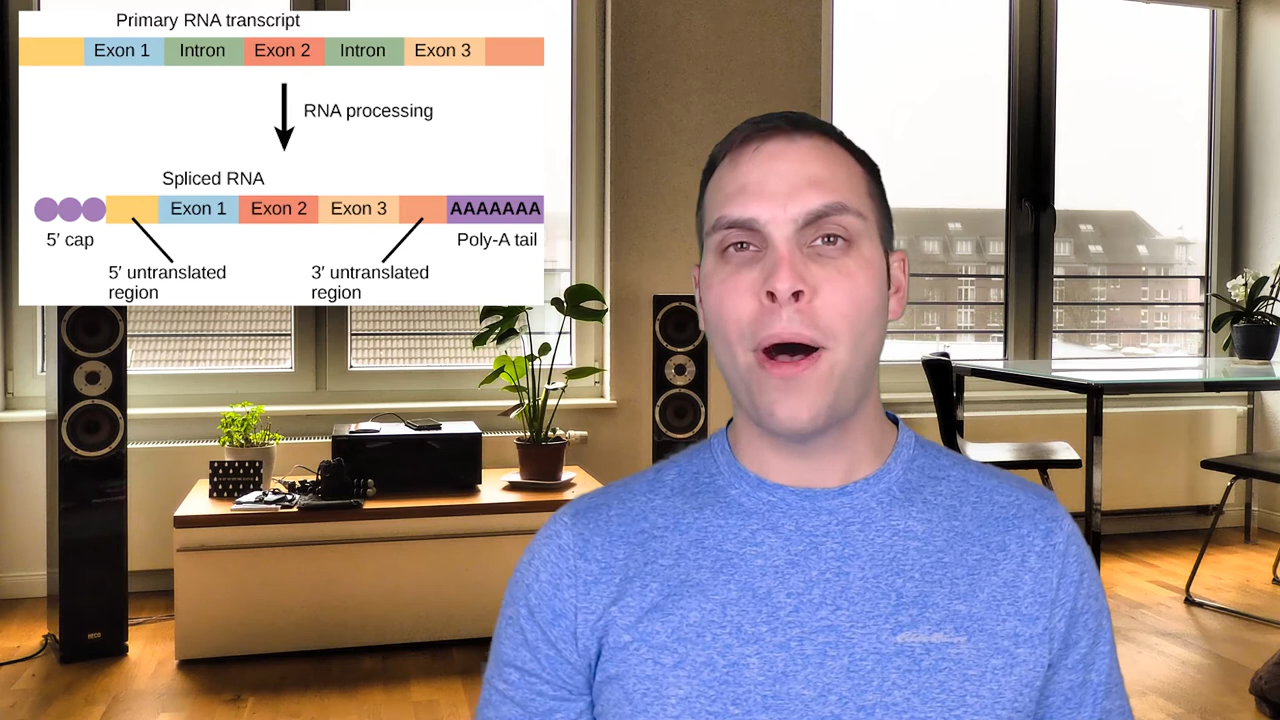 Primary RNA transcript
Exon 1 Intron Exon 2 Intron Exon 3
RNA processing
Spliced RNA
Exon 1 Exon 2 Exon 3 AAAAAAA
5′ cap
Poly-A tail
5′ untranslated
region
3′ untranslated
region
HECO